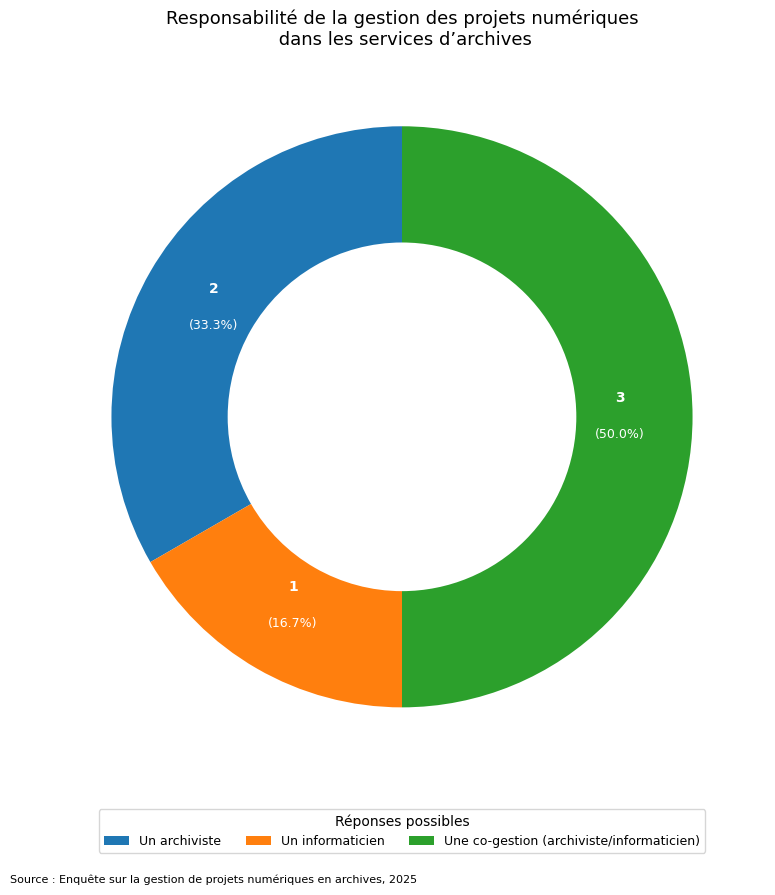 Responsabilité de la gestion des projets numériques
dans les services d’archives
2
(33.3%)
3
(50.0%)
1
(16.7%)
Réponses possibles
Un archiviste Un informaticien Une co-gestion (archiviste/informaticien)
Source : Enquête sur la gestion de projets numériques en archives, 2025